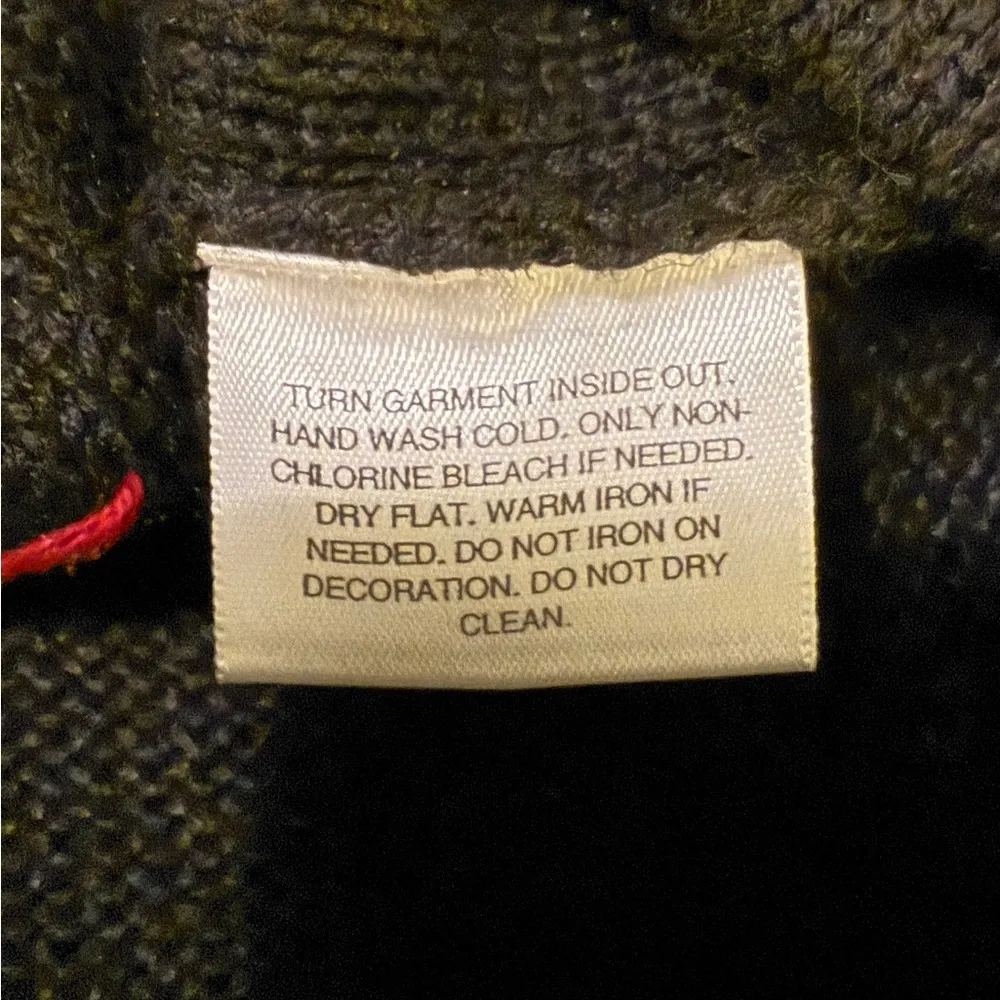 TURN GARMENT INSIDE OUT.
HAND WASH COLD. ONLY NON-
CHLORINE BLEACH IF NEEDED.
DRY FLAT. WARM IRON IF
NEEDED. DO NOT IRON ON
DECORATION. DO NOT DRY
CLEAN.